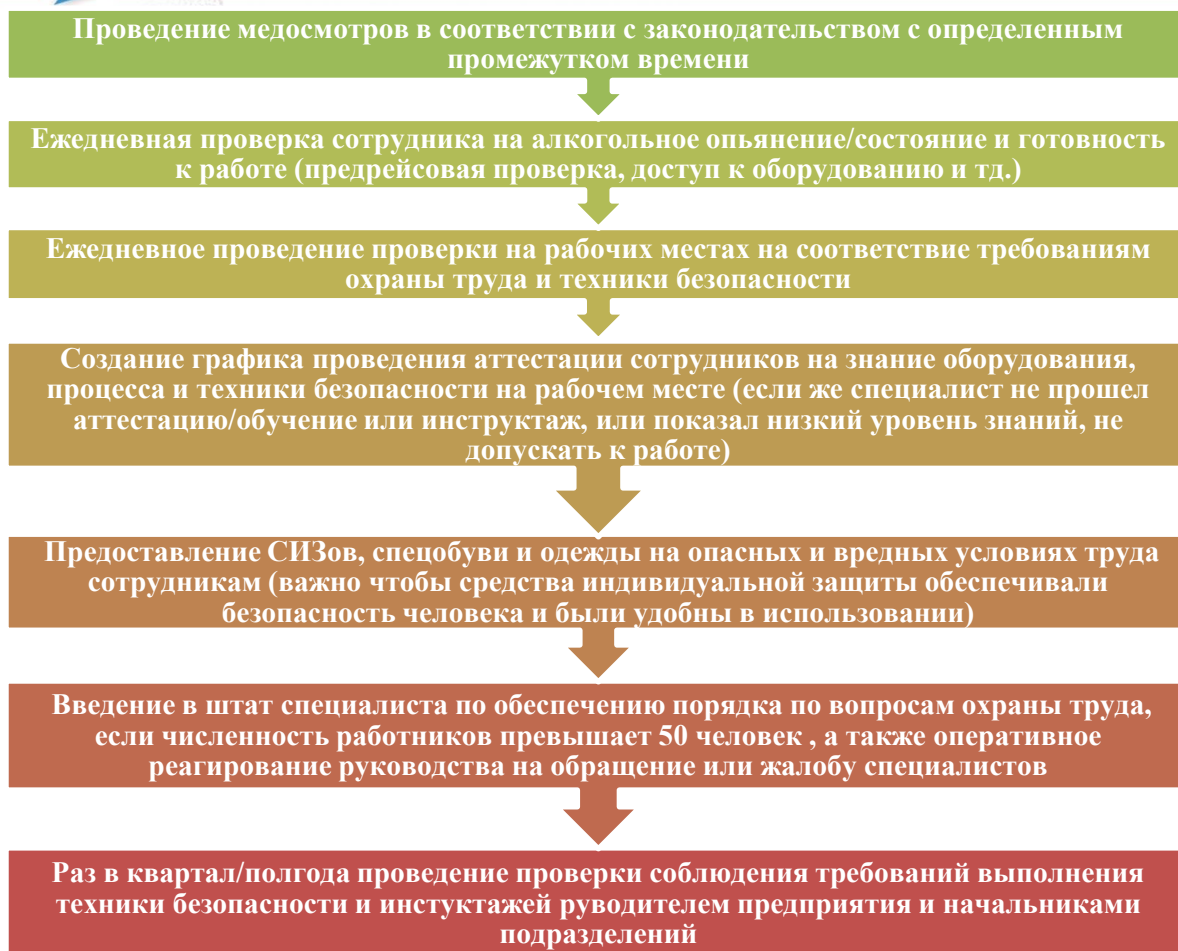 Проведение медосмотров в соответствии с законодательством с определенным
промежутком времени
Ежедневная проверка сотрудника на алкогольное опьянение/состояние и готовность
к работе (предрейсовая проверка, доступ к оборудованию и тд.)
Ежедневное проведение проверки на рабочих местах на соответствие требованиям
охраны труда и техники безопасности
Создание графика проведения аттестации сотрудников на знание оборудования,
процесса и техники безопасности на рабочем месте (если же специалист не прошел
аттестацию/обучение или инструктаж, или показал низкий уровень знаний, не
допускать к работе)
Предоставление СИЗов, спецобуви и одежды на опасных и вредных условиях труда
сотрудникам (важно чтобы средства индивидуальной защиты обеспечивали
безопасность человека и были удобны в использовании)
Введение в штат специалиста по обеспечению порядка по вопросам охраны труда,
если численность работников превышает 50 человек , а также оперативное
реагирование руководства на обращение или жалобу специалистов
Раз в квартал/полгода проведение проверки соблюдения требований выполнения
техники безопасности и инстуктажей руводителем предприятия и начальниками
подразделений